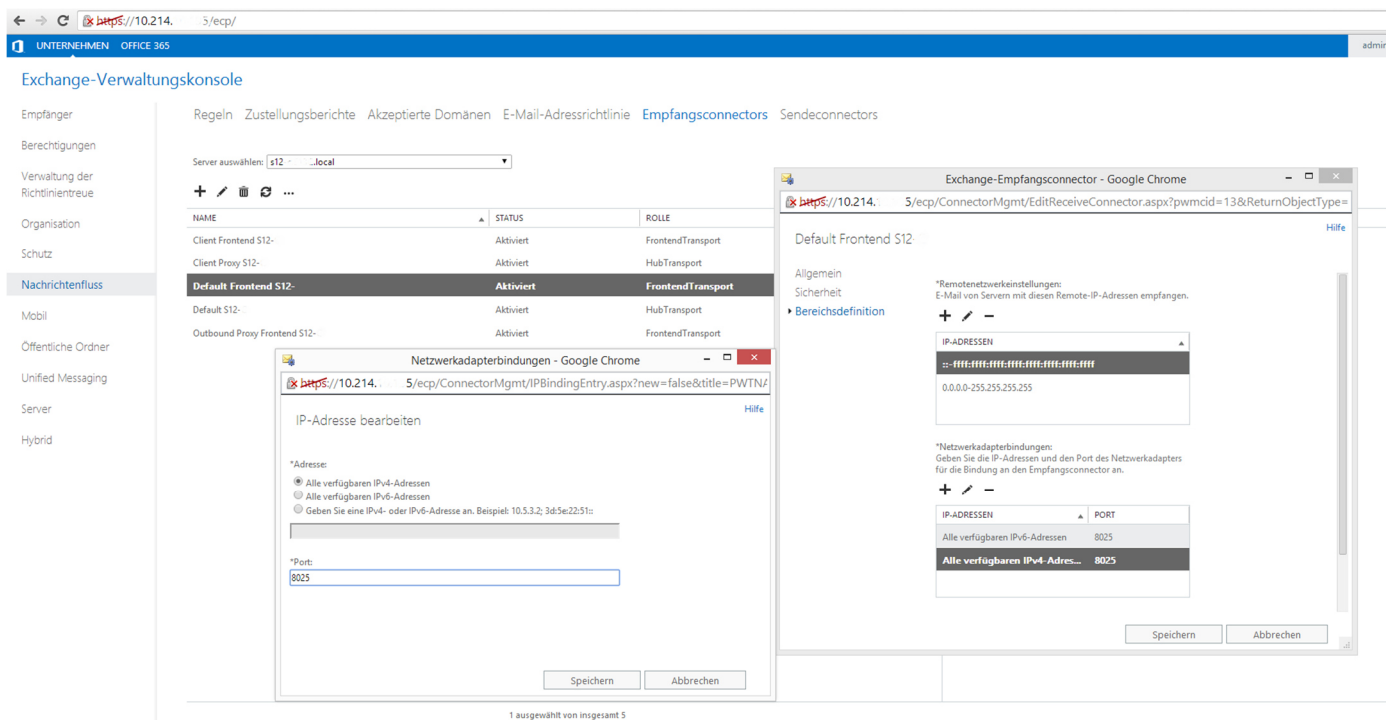 https://10.214. 5/ecp/
UNTERNEHMEN OFFICE 365
admin
Exchange-Verwaltungskonsole
Empfänger
Berechtigungen
Verwaltung der
Richtlinientreue
Organisation
Schutz
Nachrichtenfluss
Mobil
Öffentliche Ordner
Unified Messaging
Server
Hybrid
Regeln Zustellungsberichte Akzeptierte Domänen E-Mail-Adressrichtlinie Empfangsconnectors Sendeconnectors
Server auswählen: s12 ...local
NAME STATUS ROLLE
Client Frontend S12- Aktiviert FrontendTransport
Client Proxy S12- Aktiviert HubTransport
Default Frontend S12- Aktiviert FrontendTransport
Default S12- Aktiviert HubTransport
Outbound Proxy Frontend S12- Aktiviert FrontendTransport
1 ausgewählt von insgesamt 5
Netzwerkadapterbindungen - Google Chrome
https://10.214. 5/ecp/ConnectorMgmt/IPBindingEntry.aspx?new=false&title=PWTNA
Hilfe
IP-Adresse bearbeiten
*Adresse:
Alle verfügbaren IPv4-Adressen
Alle verfügbaren IPv6-Adressen
Geben Sie eine IPv4- oder IPv6-Adresse an. Beispiel: 10.5.3.2; 3d:5e:22:51::
*Port:
8025
Speichern Abbrechen
Exchange-Empfangsconnector - Google Chrome
https://10.214. 5/ecp/ConnectorMgmt/EditReceiveConnector.aspx?pwmcid=13&ReturnObjectType=
Hilfe
Default Frontend S12-
Allgemein
Sicherheit
Bereichsdefinition
*Remotenetzwerkeinstellungen:
E-Mail von Servern mit diesen Remote-IP-Adressen empfangen.
IP-ADRESSEN
::-ffff:ffff:ffff:ffff:ffff:ffff:ffff:ffff
0.0.0.0-255.255.255.255
*Netzwerkadapterbindungen:
Geben Sie die IP-Adressen und den Port des Netzwerkadapters
für die Bindung an den Empfangsconnector an.
IP-ADRESSEN PORT
Alle verfügbaren IPv6-Adressen 8025
Alle verfügbaren IPv4-Adres... 8025
Speichern Abbrechen